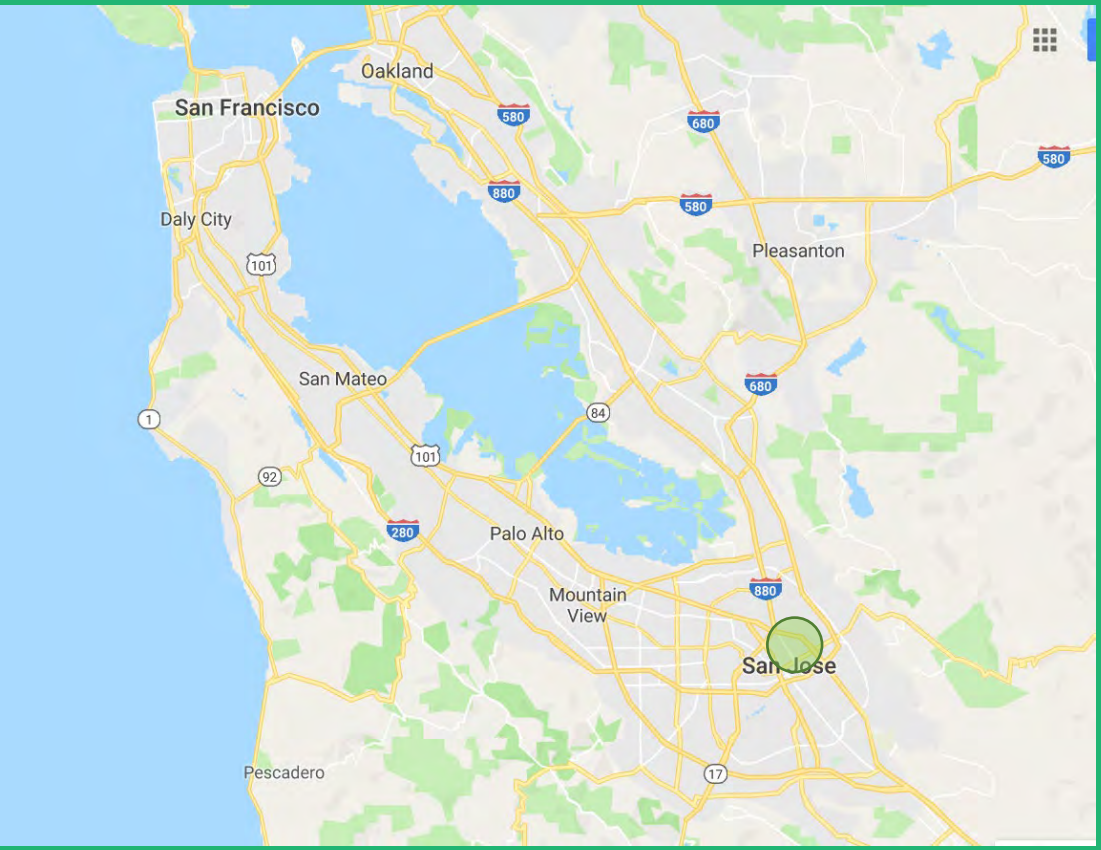 Oakland
San Francisco
580
680
580
880
580
Daly City
Pleasanton
101
San Mateo
680
84
1
101
92
280
Palo Alto
880
Mountain
View
San Jose
17
Pescadero